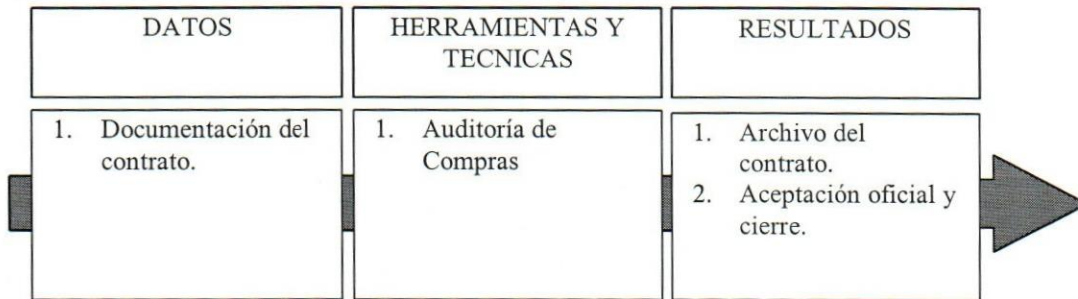 DATOS
HERRAMIENTAS Y
TECNICAS
RESULTADOS
1. Documentación del
contrato.
1. Auditoría de
Compras
1. Archivo del
contrato.
2. Aceptación oficial y
cierre.